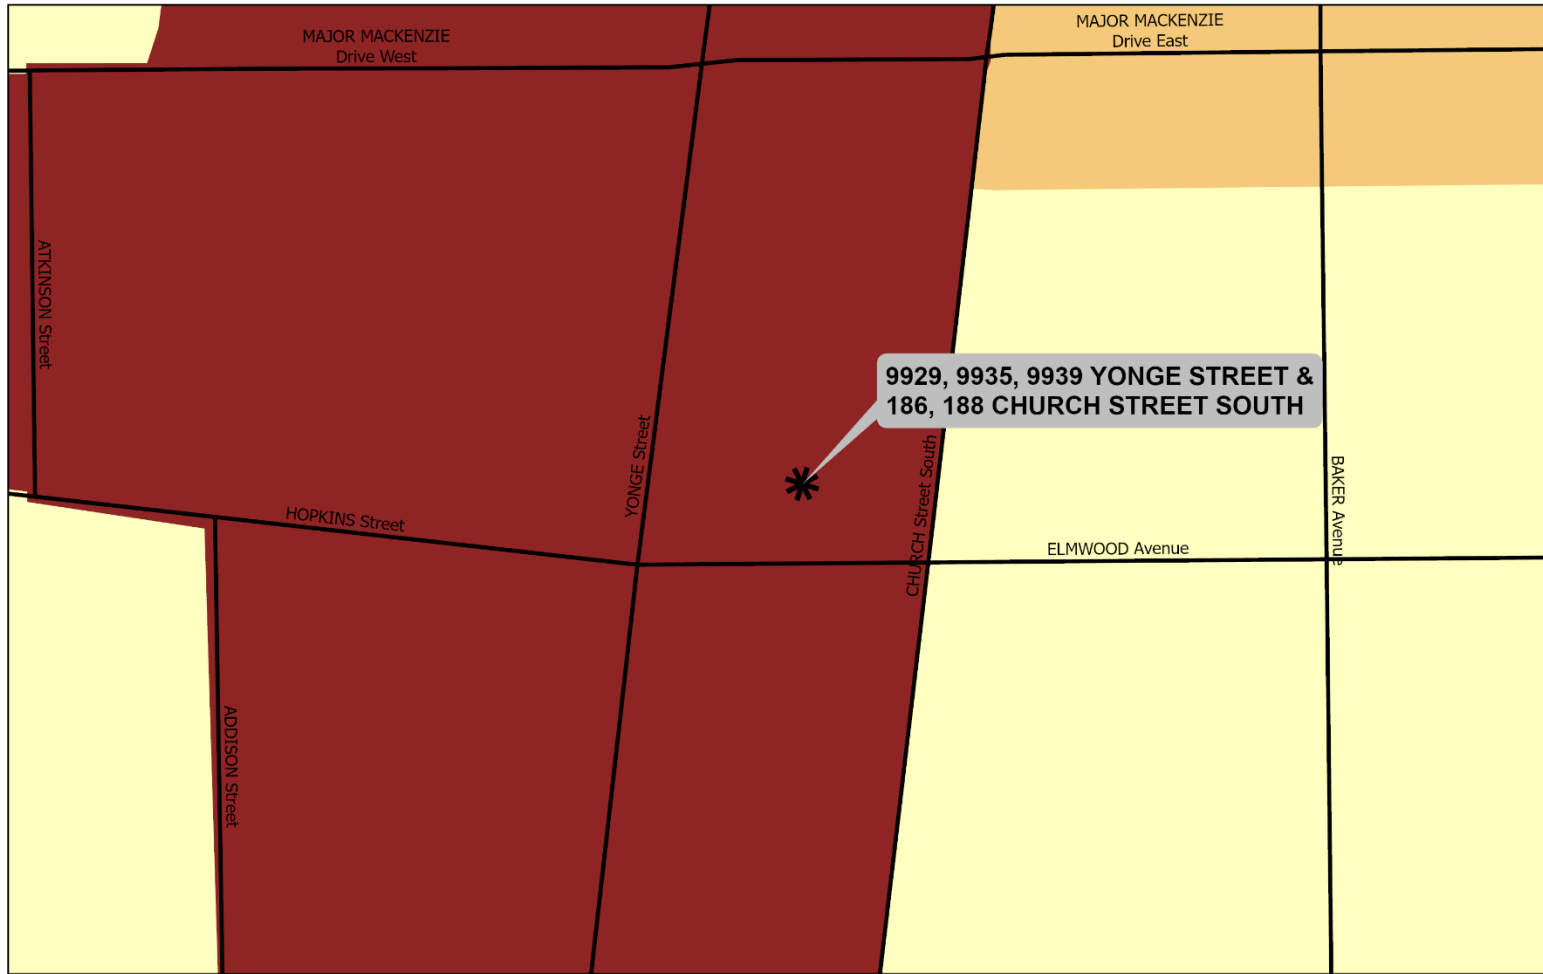 MAJOR MACKENZIE
Drive West
MAJOR MACKENZIE
Drive East
ATKINSON Street
9929, 9935, 9939 YONGE STREET &
186, 188 CHURCH STREET SOUTH
YONGE Street
CHURCH Street South
BAKER Avenue
HOPKINS Street
ELMWOOD Avenue
ADDISON Street